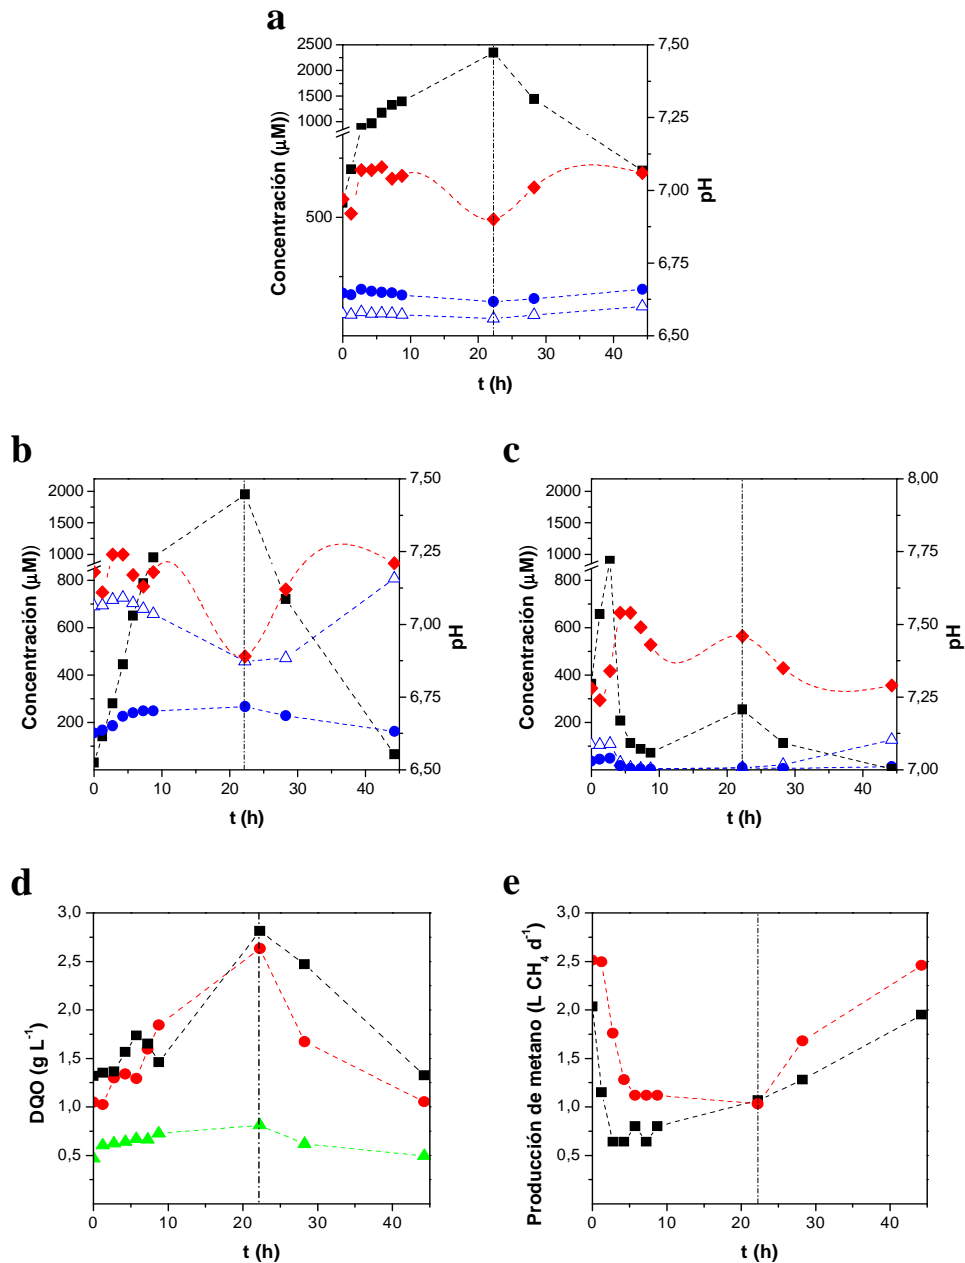 a
2500
2000
1500
1000
500
Concentración (µM))
7,50
7,25
7,00
6,75
6,50
pH
0 10 20 30 40
t (h)
b
2000
1500
1000
800
600
400
200
Concentración (µM))
7,50
7,25
7,00
6,75
6,50
pH
0 10 20 30 40
t (h)
c
2000
1500
1000
800
600
400
200
Concentración (µM))
8,00
7,75
7,50
7,25
7,00
pH
0 10 20 30 40
t (h)
d
3,0
2,5
2,0
1,5
1,0
0,5
DQO (g L⁻¹)
0 10 20 30 40
t (h)
e
3,0
2,5
2,0
1,5
1,0
0,5
Producción de metano (L CH₄ d⁻¹)
0 10 20 30 40
t (h)